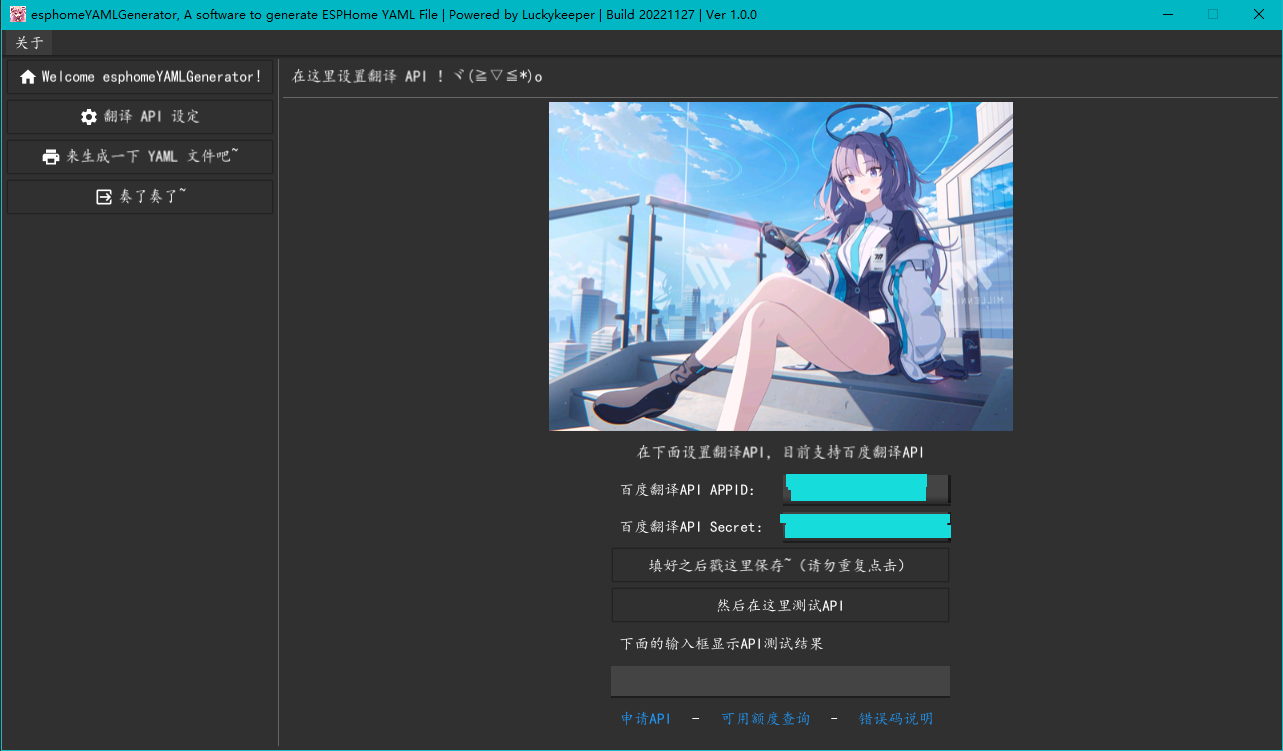 esphomeYAMLGenerator, A software to generate ESPHome YAML File | Powered by Luckykeeper | Build 20221127 | Ver 1.0.0
关于
Welcome esphomeYAMLGenerator!
翻译 API 设定
来生成一下 YAML 文件吧~
奏了奏了~
在这里设置翻译 API ！ヾ(≧▽≦*)o
MILLENNIUM
在下面设置翻译API，目前支持百度翻译API
百度翻译API APPID:
百度翻译API Secret:
填好之后戳这里保存~（请勿重复点击）
然后在这里测试API
下面的输入框显示API测试结果
申请API - 可用额度查询 - 错误码说明